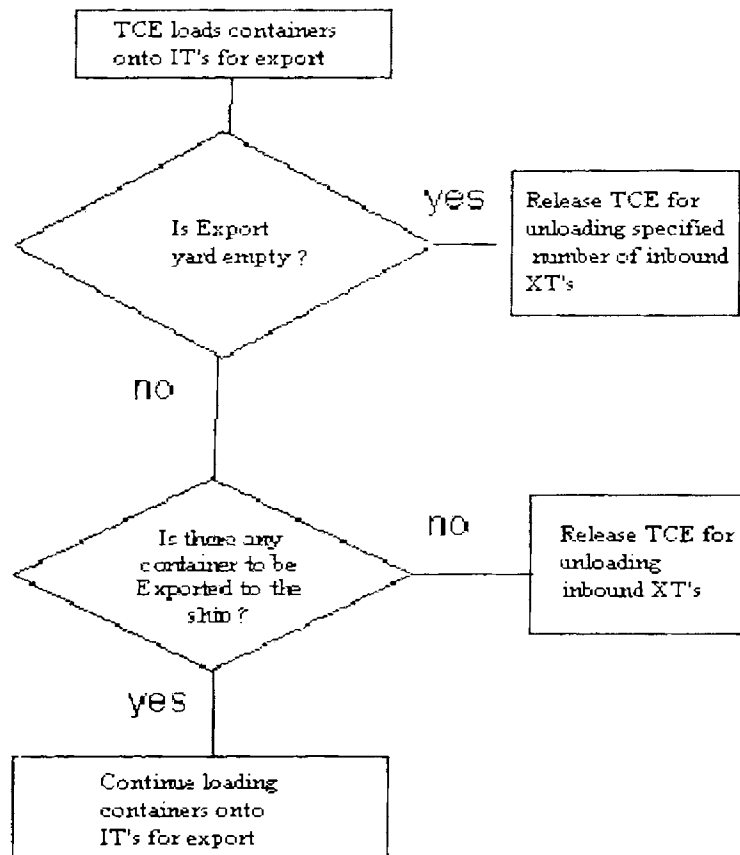 TCE loads containers
onto IT's for export
Is Export
yard empty ?
yes
Release TCE for
unloading specified
number of inbound
XT's
no
Is there any
container to be
Exported to the
ship ?
no
Release TCE for
unloading
inbound XT's
yes
Continue loading
containers onto
IT's for export